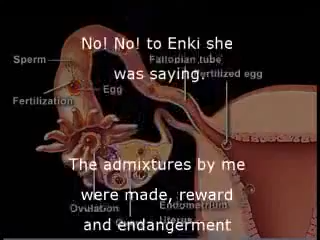 No! No! to Enki she
was saying.
Sperm
Fallopian tube
Fertilized egg
Egg
Fertilization
The admixtures by me
were made, reward
Ovulation
Endometrium
and endangerment
Uterus